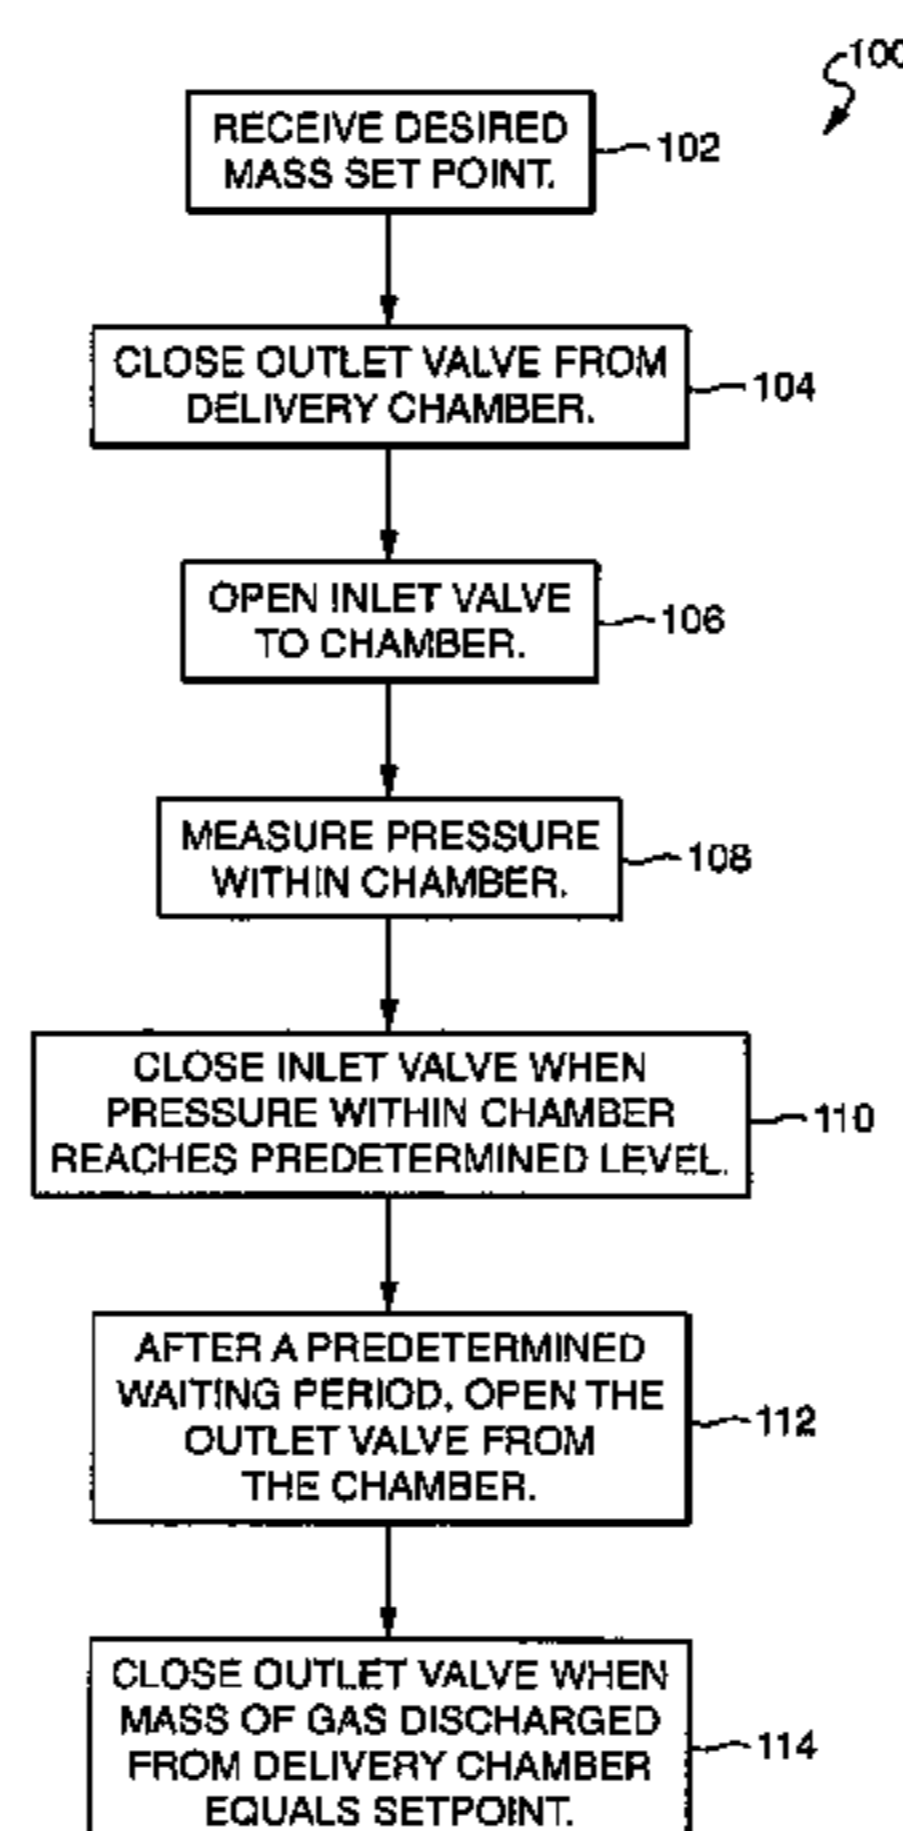 100
RECEIVE DESIRED
MASS SET POINT.
102
CLOSE OUTLET VALVE FROM
DELIVERY CHAMBER.
104
OPEN INLET VALVE
TO CHAMBER.
106
MEASURE PRESSURE
WITHIN CHAMBER.
108
CLOSE INLET VALVE WHEN
PRESSURE WITHIN CHAMBER
REACHES PREDETERMINED LEVEL.
110
AFTER A PREDETERMINED
WAITING PERIOD, OPEN THE
OUTLET VALVE FROM
THE CHAMBER.
112
CLOSE OUTLET VALVE WHEN
MASS OF GAS DISCHARGED
FROM DELIVERY CHAMBER
EQUALS SETPOINT.
114